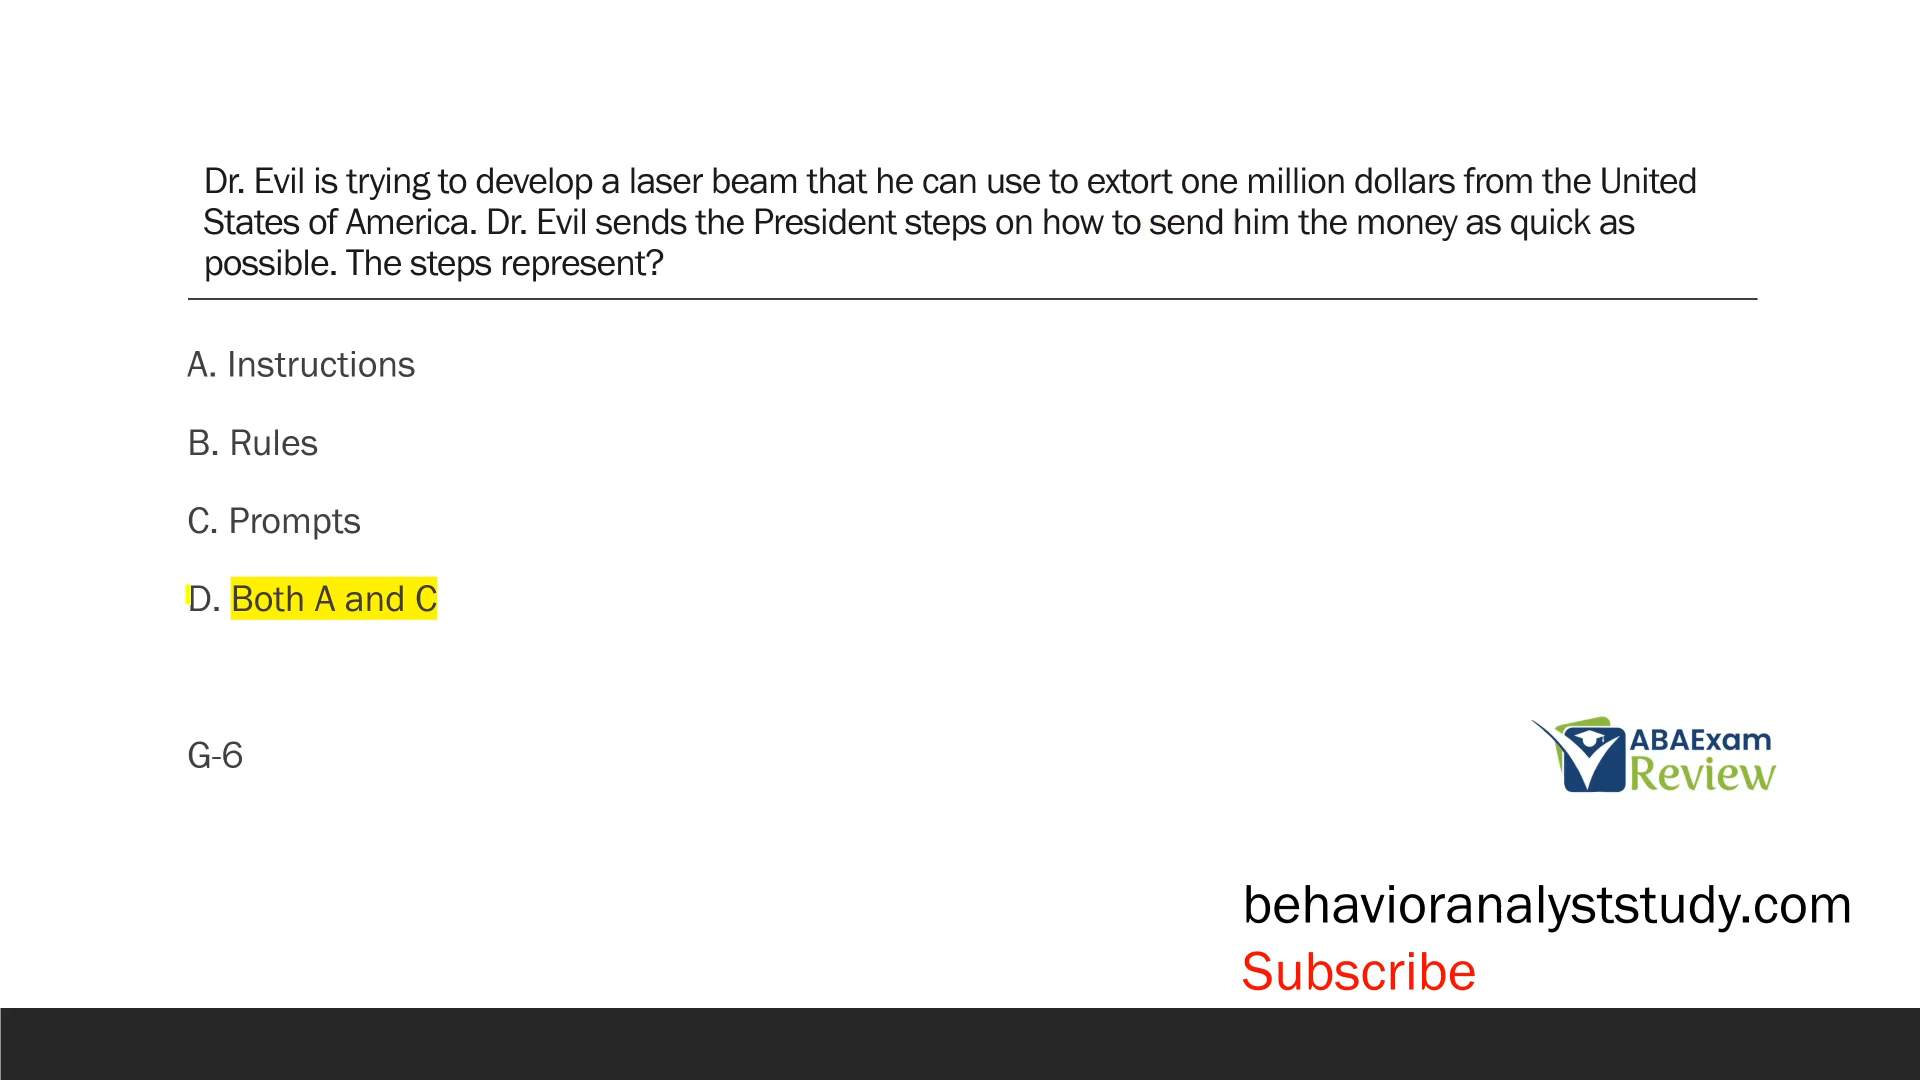 Dr. Evil is trying to develop a laser beam that he can use to extort one million dollars from the United
States of America. Dr. Evil sends the President steps on how to send him the money as quick as
possible. The steps represent?
A. Instructions
B. Rules
C. Prompts
D. Both A and C
G-6
ABAExam
Review
behavioranalyststudy.com
Subscribe